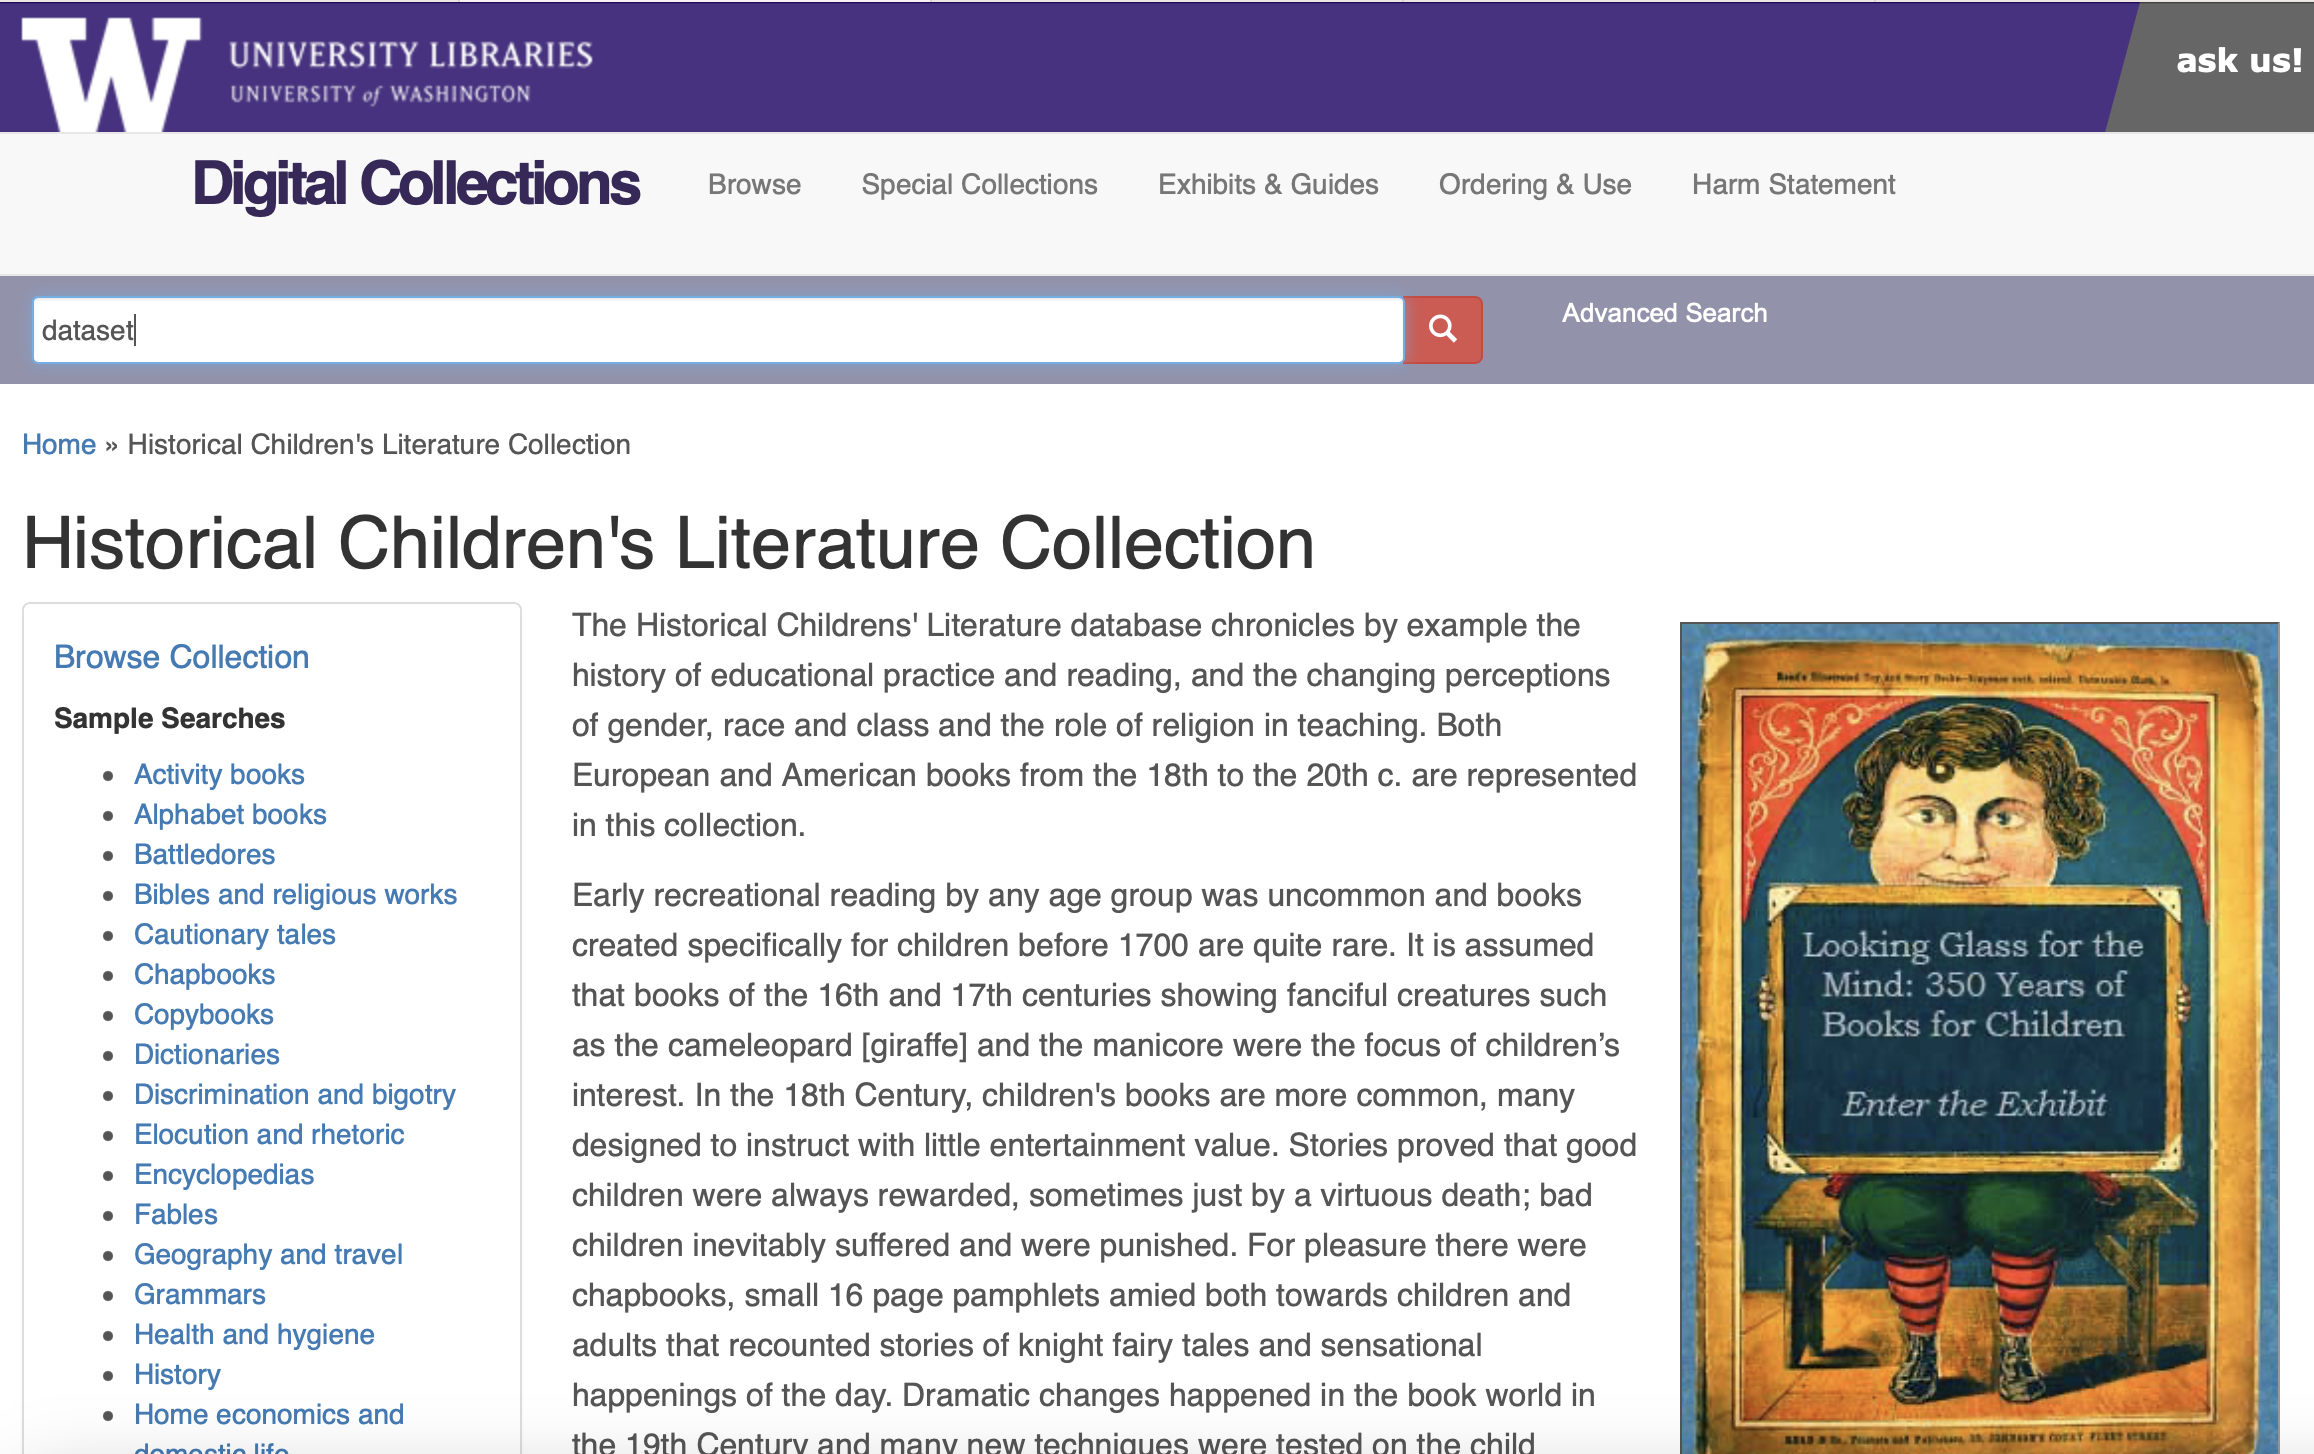 UNIVERSITY LIBRARIES
UNIVERSITY of WASHINGTON
ask us!
Digital Collections
Browse
Special Collections
Exhibits & Guides
Ordering & Use
Harm Statement
dataset
Advanced Search
Home » Historical Children's Literature Collection
Historical Children's Literature Collection
Browse Collection
Sample Searches
Activity books
Alphabet books
Battledores
Bibles and religious works
Cautionary tales
Chapbooks
Copybooks
Dictionaries
Discrimination and bigotry
Elocution and rhetoric
Encyclopedias
Fables
Geography and travel
Grammars
Health and hygiene
History
Home economics and
domestic life
The Historical Childrens' Literature database chronicles by example the
history of educational practice and reading, and the changing perceptions
of gender, race and class and the role of religion in teaching. Both
European and American books from the 18th to the 20th c. are represented
in this collection.
Early recreational reading by any age group was uncommon and books
created specifically for children before 1700 are quite rare. It is assumed
that books of the 16th and 17th centuries showing fanciful creatures such
as the cameleopard [giraffe] and the manicore were the focus of children’s
interest. In the 18th Century, children's books are more common, many
designed to instruct with little entertainment value. Stories proved that good
children were always rewarded, sometimes just by a virtuous death; bad
children inevitably suffered and were punished. For pleasure there were
chapbooks, small 16 page pamphlets amied both towards children and
adults that recounted stories of knight fairy tales and sensational
happenings of the day. Dramatic changes happened in the book world in
the 19th Century and many new techniques were tested on the child
Looking Glass for the
Mind: 350 Years of
Books for Children
Enter the Exhibit